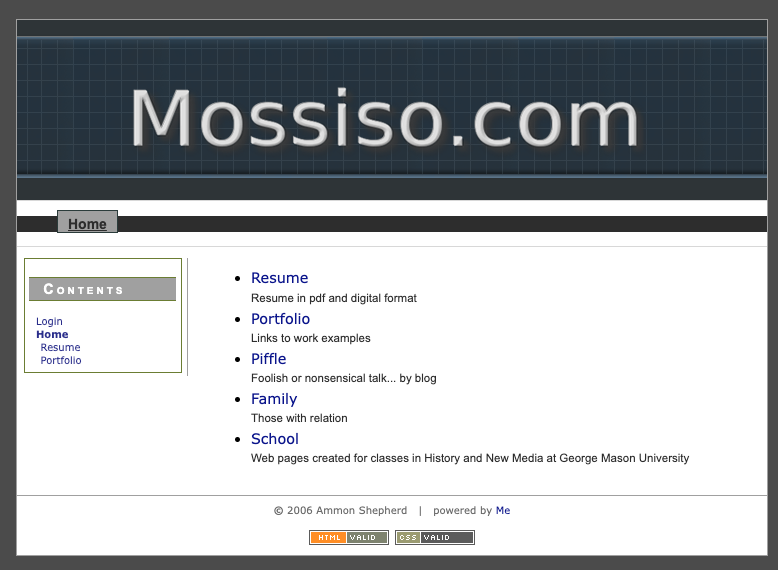 Mossiso.com
Home
CONTENTS
Login
Home
Resume
Portfolio
Resume
Resume in pdf and digital format
Portfolio
Links to work examples
Piffle
Foolish or nonsensical talk... by blog
Family
Those with relation
School
Web pages created for classes in History and New Media at George Mason University
© 2006 Ammon Shepherd | powered by Me
HTML VALID CSS VALID